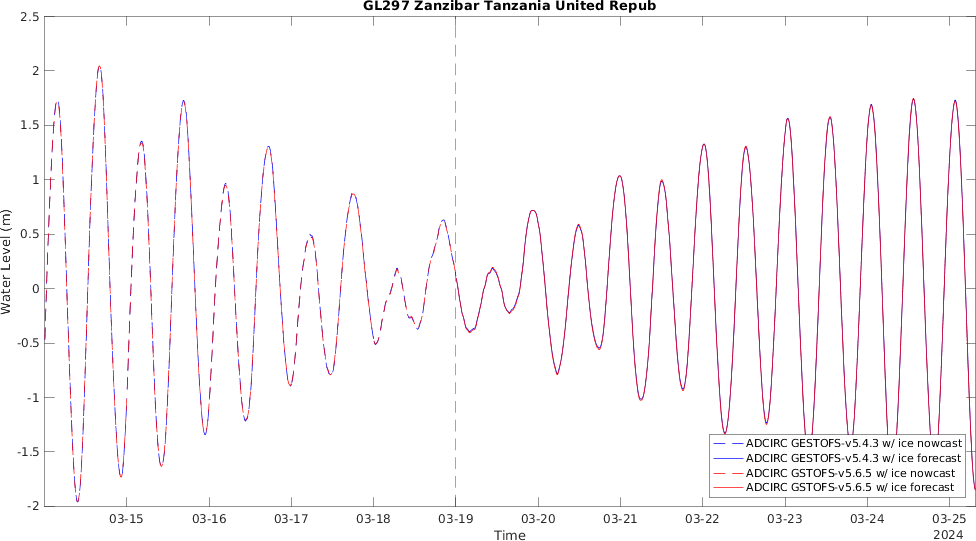 GL297 Zanzibar Tanzania United Repub
2.5
2
1.5
1
0.5
0
-0.5
-1
-1.5
-2
Water Level (m)
ADCIRC GESTOFS-v5.4.3 w/ ice nowcast
ADCIRC GESTOFS-v5.4.3 w/ ice forecast
ADCIRC GSTOFS-v5.6.5 w/ ice nowcast
ADCIRC GSTOFS-v5.6.5 w/ ice forecast
03-15 03-16 03-17 03-18 03-19 03-20 03-21 03-22 03-23 03-24 03-25
Time 2024